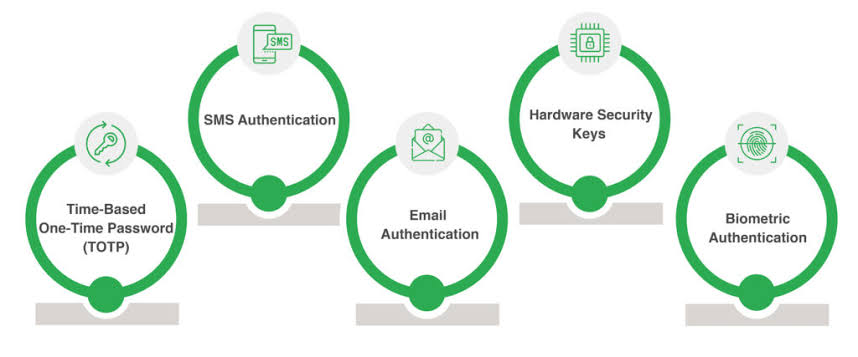 Time-Based
One-Time Password
(TOTP)
SMS
SMS Authentication
@
Email
Authentication
Hardware Security
Keys
Biometric
Authentication